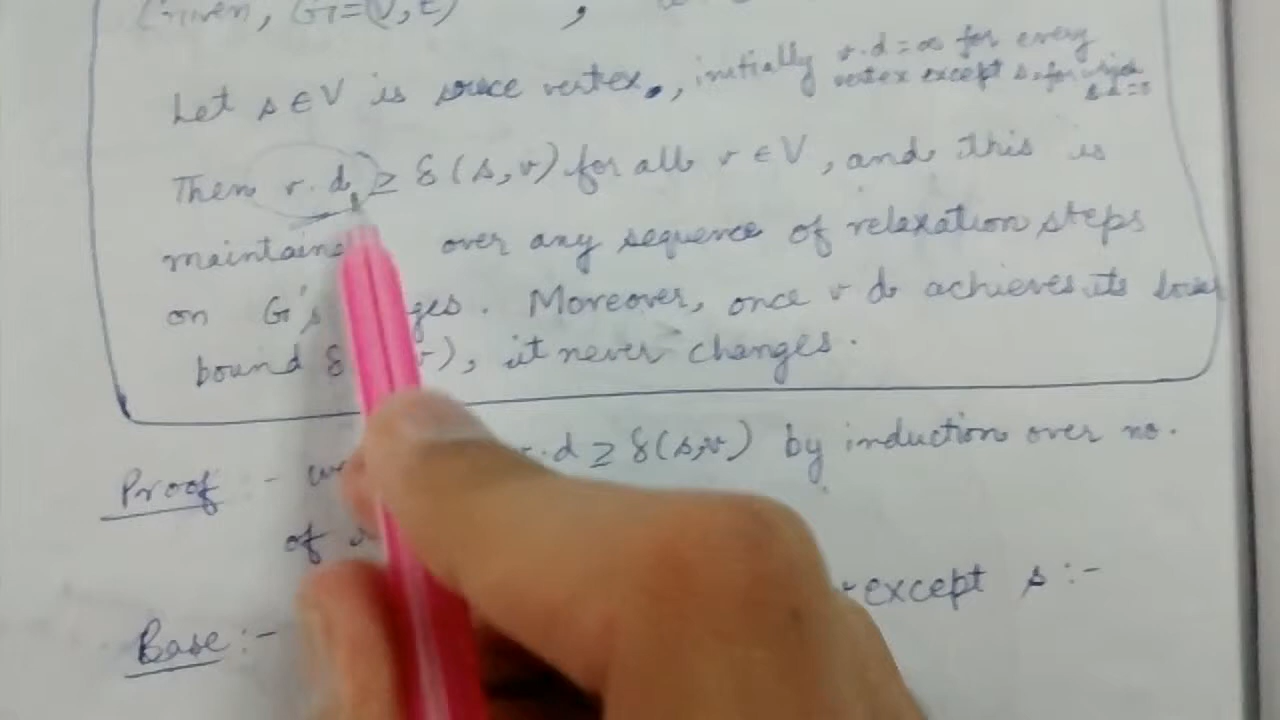 Given, G=(V,E) ,
Let s ∈ V is source vertex., initially v.d = ∞ for every
vertex except s, for which
s.d = 0
Then v.d ≥ δ(s,v) for all v ∈ V, and this is
maintained over any sequence of relaxation steps
on G's ges. Moreover, once v d achieves its
bound δ v), it never changes.
Proof :- v.d ≥ δ(s,v) by induction over no.
of
Base :- except s :-